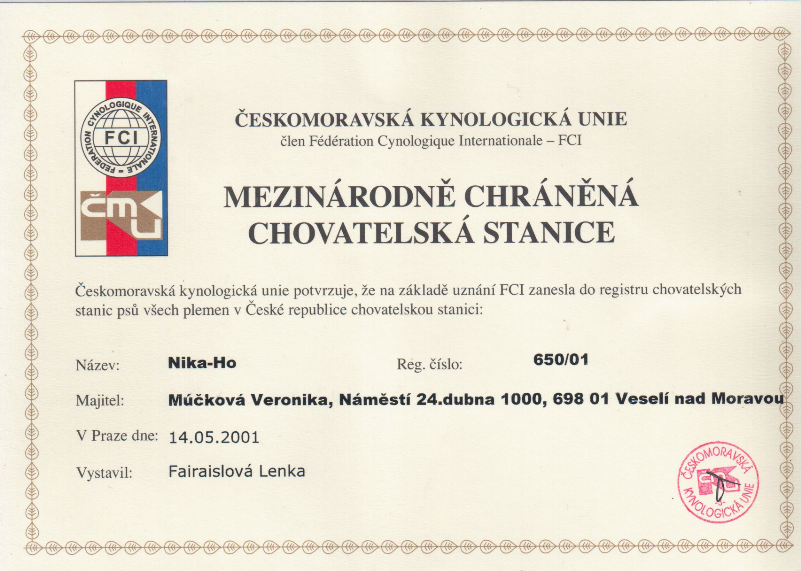 FEDERATION CYNOLOGIQUE INTERNATIONALE
FCI
čmku
ČESKOMORAVSKÁ KYNOLOGICKÁ UNIE
člen Fédération Cynologique Internationale – FCI
MEZINÁRODNĚ CHRÁNĚNÁ
CHOVATELSKÁ STANICE
Českomoravská kynologická unie potvrzuje, že na základě uznání FCI zanesla do registru chovatelských
stanic psů všech plemen v České republice chovatelskou stanici:
Název: Nika-Ho Reg. číslo: 650/01
Majitel: Múčková Veronika, Náměstí 24.dubna 1000, 698 01 Veselí nad Moravou
V Praze dne: 14.05.2001
Vystavil: Fairaislová Lenka
ČESKOMORAVSKÁ
KYNOLOGICKÁ UNIE